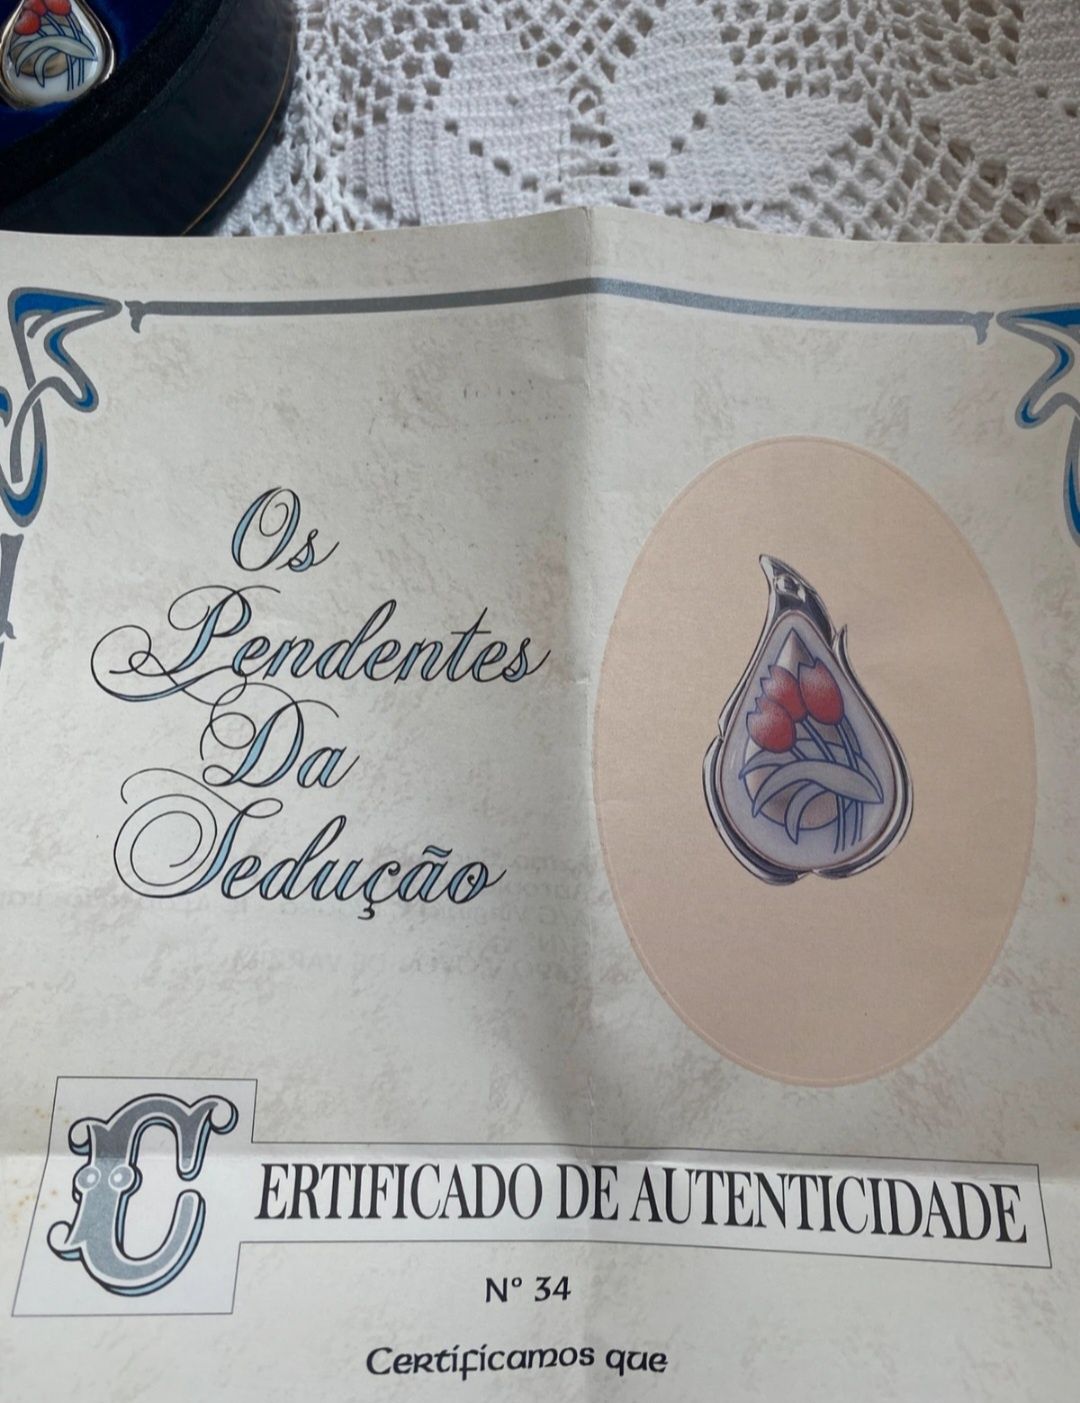 Os
Pendentes
Da
Sedução
CERTIFICADO DE AUTENTICIDADE
Nº 34
Certificamos que